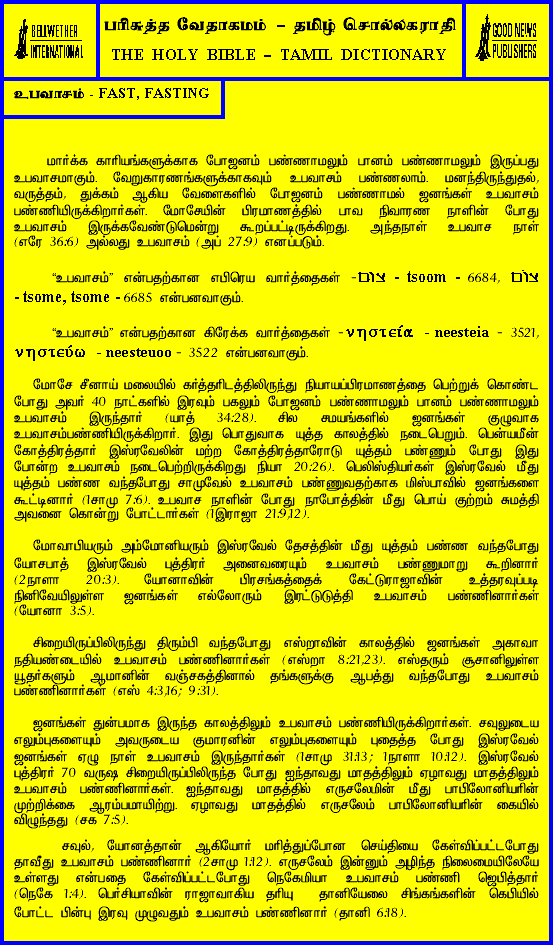 BELLWETHER
INTERNATIONAL
பரிசுத்த வேதாகமம் – தமிழ் சொல்லகராதி
THE HOLY BIBLE – TAMIL DICTIONARY
GOOD NEWS
PUBLISHERS
உபவாசம் - FAST, FASTING
மார்க்க காரியங்களுக்காக போஜனம் பண்ணாமலும் பானம் பண்ணாமலும் இருப்பது
உபவாசமாகும். வேறுகாரணங்களுக்காகவும் உபவாசம் பண்ணலாம். மனந்திருந்துதல்,
வருத்தம், துக்கம் ஆகிய வேளைகளில் போஜனம் பண்ணாமல் ஜனங்கள் உபவாசம்
பண்ணியிருக்கிறார்கள். மோசேயின் பிரமாணத்தில் பாவ நிவாரண நாளின் போது
உபவாசம் இருக்கவேண்டுமென்று கூறப்பட்டிருக்கிறது. அந்தநாள் உபவாச நாள்
(எரே 36:6) அல்லது உபவாசம் (அப் 27:9) எனப்படும்.
“உபவாசம்” என்பதற்கான எபிரெய வார்த்தைகள் - צום - tsoom - 6684, צוֹם
- tsome, tsome - 6685 என்பனவாகும்.
“உபவாசம்” என்பதற்கான கிரேக்க வார்த்தைகள் - νηστεία - neesteia - 3521,
νηστεύω - neesteuoo - 3522 என்பனவாகும்.
மோசே சீனாய் மலையில் கர்த்தரிடத்திலிருந்து நியாயப்பிரமாணத்தை பெற்றுக் கொண்ட
போது அவர் 40 நாட்களில் இரவும் பகலும் போஜனம் பண்ணாமலும் பானம் பண்ணாமலும்
உபவாசம் இருந்தார் (யாத் 34:28). சில சமயங்களில் ஜனங்கள் குழுவாக
உபவாசம்பண்ணியிருக்கிறார். இது பொதுவாக யுத்த காலத்தில் நடைபெறும். பென்யமீன்
கோத்திரத்தார் இஸ்ரவேலின் மற்ற கோத்திரத்தாரோடு யுத்தம் பண்ணும் போது இது
போன்ற உபவாசம் நடைபெற்றிருக்கிறது நியா 20:26). பெலிஸ்தியர்கள் இஸ்ரவேல் மீது
யுத்தம் பண்ண வந்தபோது சாமுவேல் உபவாசம் பண்ணுவதற்காக மிஸ்பாவில் ஜனங்களை
கூட்டினார் (1சாமு 7:6). உபவாச நாளின் போது நாபோத்தின் மீது பொய் குற்றம் சுமத்தி
அவனை கொன்று போட்டார்கள் (1இராஜா 21:9,12).
மோவாபியரும் அம்மோனியரும் இஸ்ரவேல் தேசத்தின் மீது யுத்தம் பண்ண வந்தபோது
யோசபாத் இஸ்ரவேல் புத்திரர் அனைவரையும் உபவாசம் பண்ணுமாறு கூறினார்
(2நாளா 20:3). யோனாவின் பிரசங்கத்தைக் கேட்டுராஜாவின் உத்தரவுப்படி
நினிவேயிலுள்ள ஜனங்கள் எல்லோரும் இரட்டுடுத்தி உபவாசம் பண்ணினார்கள்
(யோனா 3:5).
சிறையிருப்பிலிருந்து திரும்பி வந்தபோது எஸ்றாவின் காலத்தில் ஜனங்கள் அகாவா
நதியண்டையில் உபவாசம் பண்ணினார்கள் (எஸ்றா 8:21,23). எஸ்தரும் சூசானிலுள்ள
யூதர்களும் ஆமானின் வஞ்சகத்தினால் தங்களுக்கு ஆபத்து வந்தபோது உபவாசம்
பண்ணினார்கள் (எஸ் 4:3,16; 9:31).
ஜனங்கள் துன்பமாக இருந்த காலத்திலும் உபவாசம் பண்ணியிருக்கிறார்கள். சவுலுடைய
எலும்புகளையும் அவருடைய குமாரனின் எலும்புகளையும் புதைத்த போது இஸ்ரவேல்
ஜனங்கள் ஏழு நாள் உபவாசம் இருந்தார்கள் (1சாமு 31:13; 1நாளா 10:12). இஸ்ரவேல்
புத்திரர் 70 வருஷ சிறையிருப்பிலிருந்த போது ஐந்தாவது மாதத்திலும் ஏழாவது மாதத்திலும்
உபவாசம் பண்ணினார்கள். ஐந்தாவது மாதத்தில் எருசலேமின் மீது பாபிலோனியரின்
முற்றிக்கை ஆரம்பமாயிற்று. ஏழாவது மாதத்தில் எருசலேம் பாபிலோனியரின் கையில்
விழுந்தது (சக 7:5).
சவுல், யோனத்தான் ஆகியோர் மரித்துப்போன செய்தியை கேள்விப்பட்டபோது
தாவீது உபவாசம் பண்ணினார் (2சாமு 1:12). எருசலேம் இன்னும் அழிந்த நிலைமையிலேயே
உள்ளது என்பதை கேள்விப்பட்டபோது நெகேமியா உபவாசம் பண்ணி ஜெபித்தார்
(நெகே 1:4). பெர்சியாவின் ராஜாவாகிய தரியு தானியேலை சிங்கங்களின் கெபியில்
போட்ட பின்பு இரவு முழுவதும் உபவாசம் பண்ணினார் (தானி 6:18).